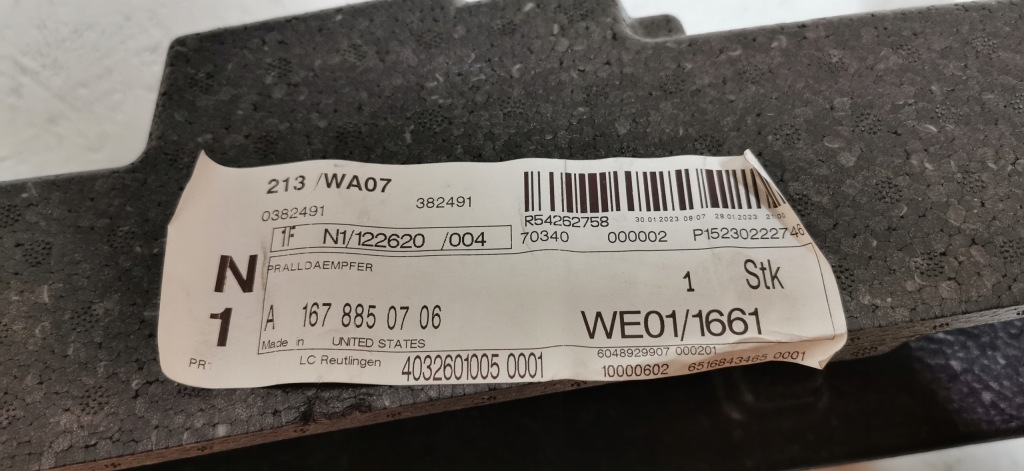 213 /WA07
0382491 382491
R54262758 30.01.2023 08:07 28.01.2023
1F N1/122620 /004 70340 000002 P15230222746
N
1
PRALLDAEMPFER
1 Stk
A 167 885 07 06 WE01/1661
Made in UNITED STATES 6048929907 000201
PRT LC Reutlingen 4032601005 0001 10000602 6516843465 0001